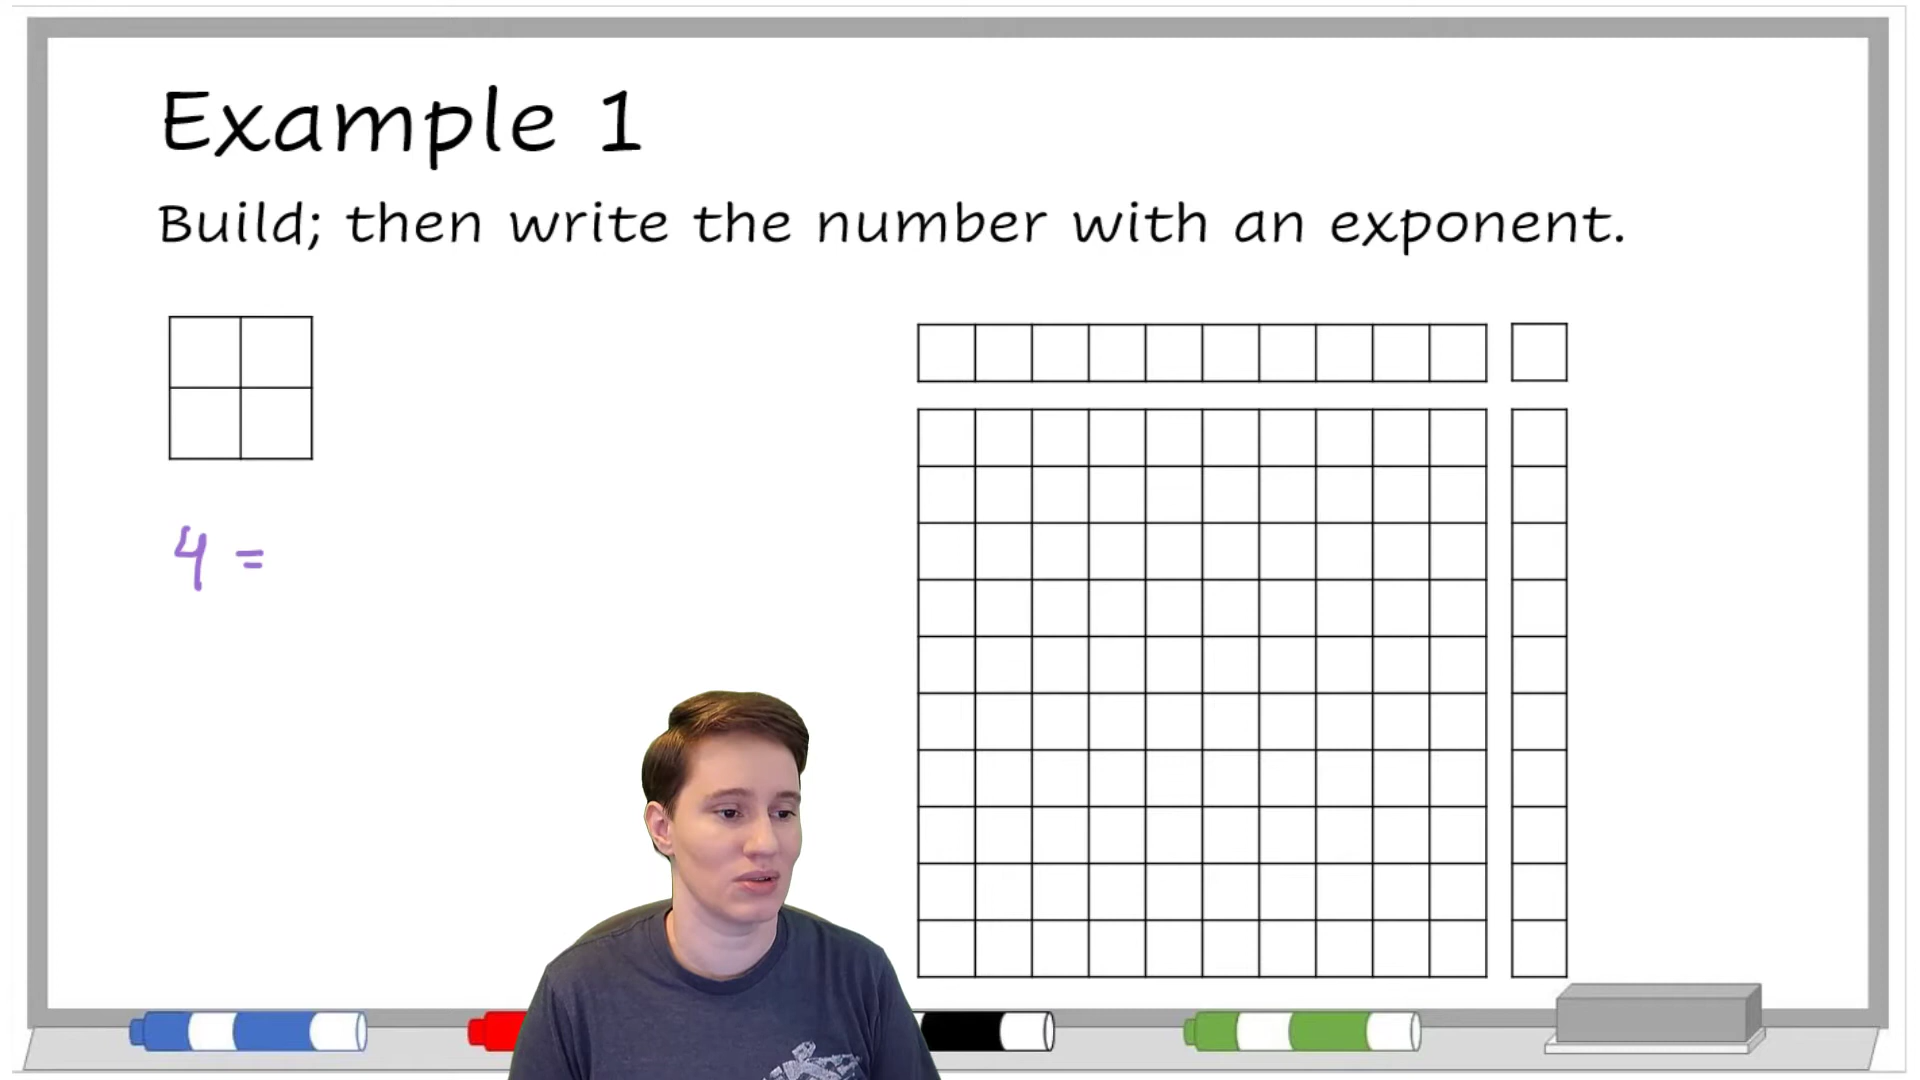 Example 1
Build; then write the number with an exponent.
4 =